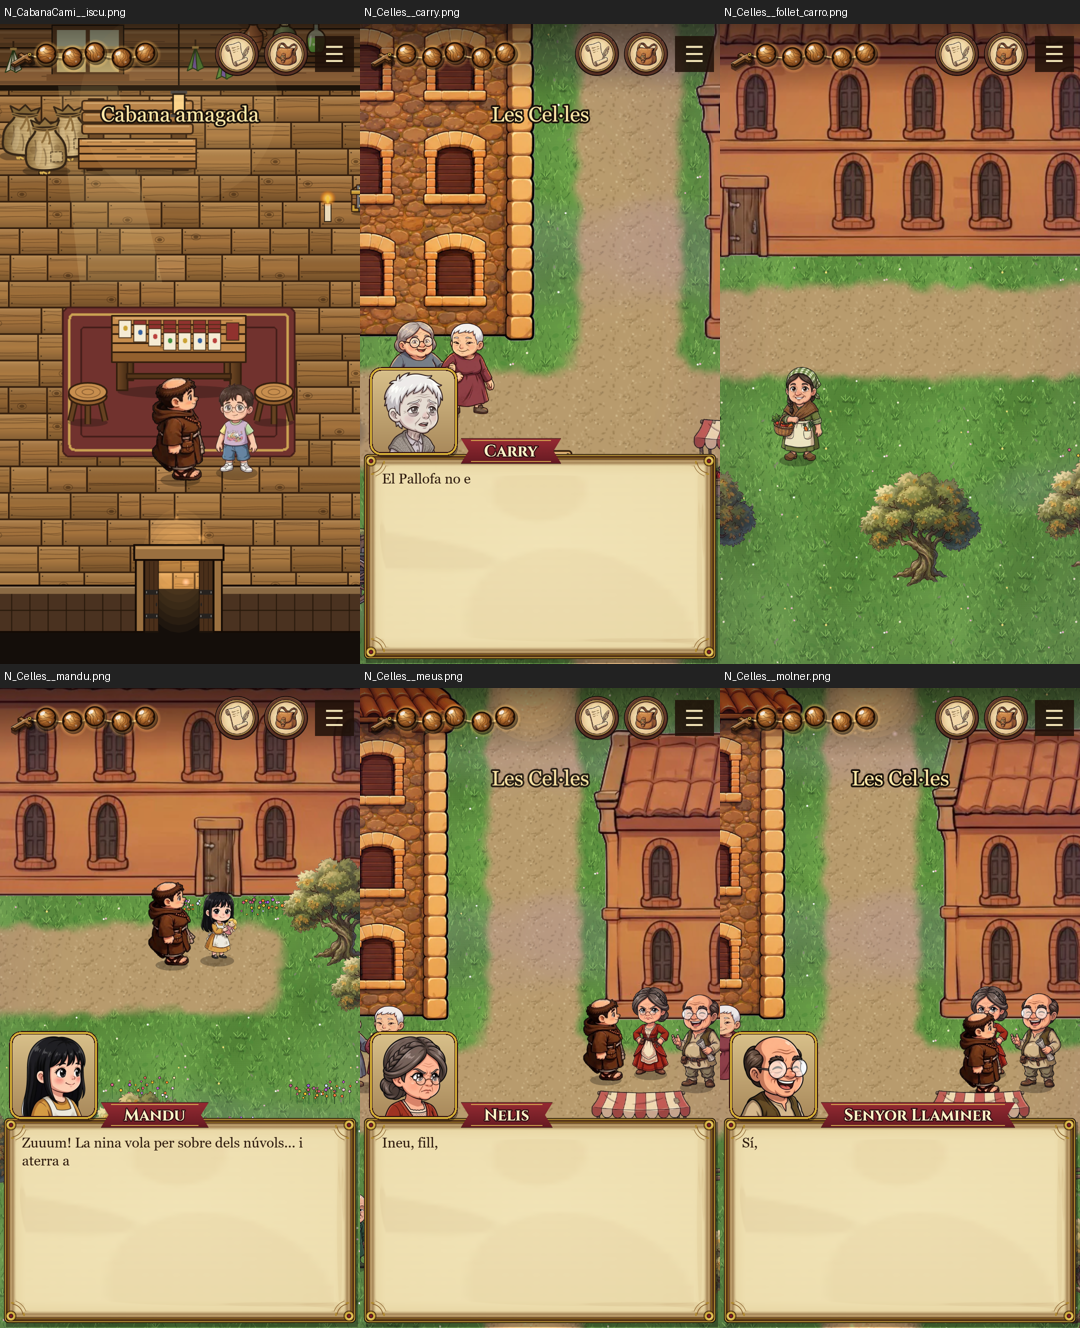 N_CabanaCami__iscu.png
N_Celles__carry.png
N_Celles__follet_carro.png
Cabana amagada
Les Cel·les
CARRY
El Pallofa no e
N_Celles__mandu.png
N_Celles__meus.png
N_Celles__molner.png
Les Cel·les
Les Cel·les
MANDU
Zuuum! La nina vola per sobre dels núvols... i
aterra a
NELIS
Ineu, fill,
SENYOR LLAMINER
Sí,